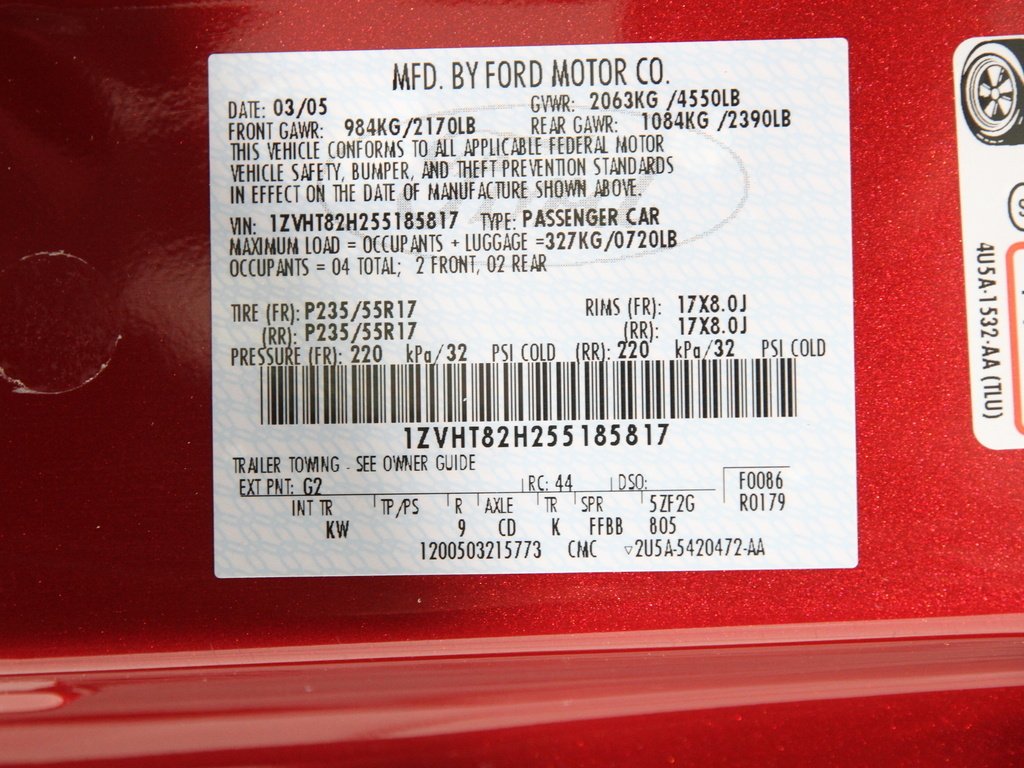 MFD. BY FORD MOTOR CO.
DATE: 03/05 GVWR: 2063KG /4550LB
FRONT GAWR: 984KG/2170LB REAR GAWR: 1084KG /2390LB
THIS VEHICLE CONFORMS TO ALL APPLICABLE FEDERAL MOTOR
VEHICLE SAFETY, BUMPER, AND THEFT PREVENTION STANDARDS
IN EFFECT ON THE DATE OF MANUFACTURE SHOWN ABOVE.
VIN: 1ZVHT82H255185817 TYPE: PASSENGER CAR
MAXIMUM LOAD = OCCUPANTS + LUGGAGE =327KG/0720LB
OCCUPANTS = 04 TOTAL; 2 FRONT, 02 REAR
TIRE (FR): P235/55R17 RIMS (FR): 17X8.0J
(RR): P235/55R17 (RR): 17X8.0J
PRESSURE (FR): 220 kPa/32 PSI COLD (RR): 220 kPa/32 PSI COLD
1ZVHT82H255185817
TRAILER TOWING - SEE OWNER GUIDE
EXT PNT: G2 RC: 44 DSO: F0086
INT TR TP/PS R AXLE TR SPR 5ZF2G R0179
KW 9 CD K FFBB 805
1200503215773 CMC ▽2U5A-5420472-AA
4U5A-1532-AA (TLU)